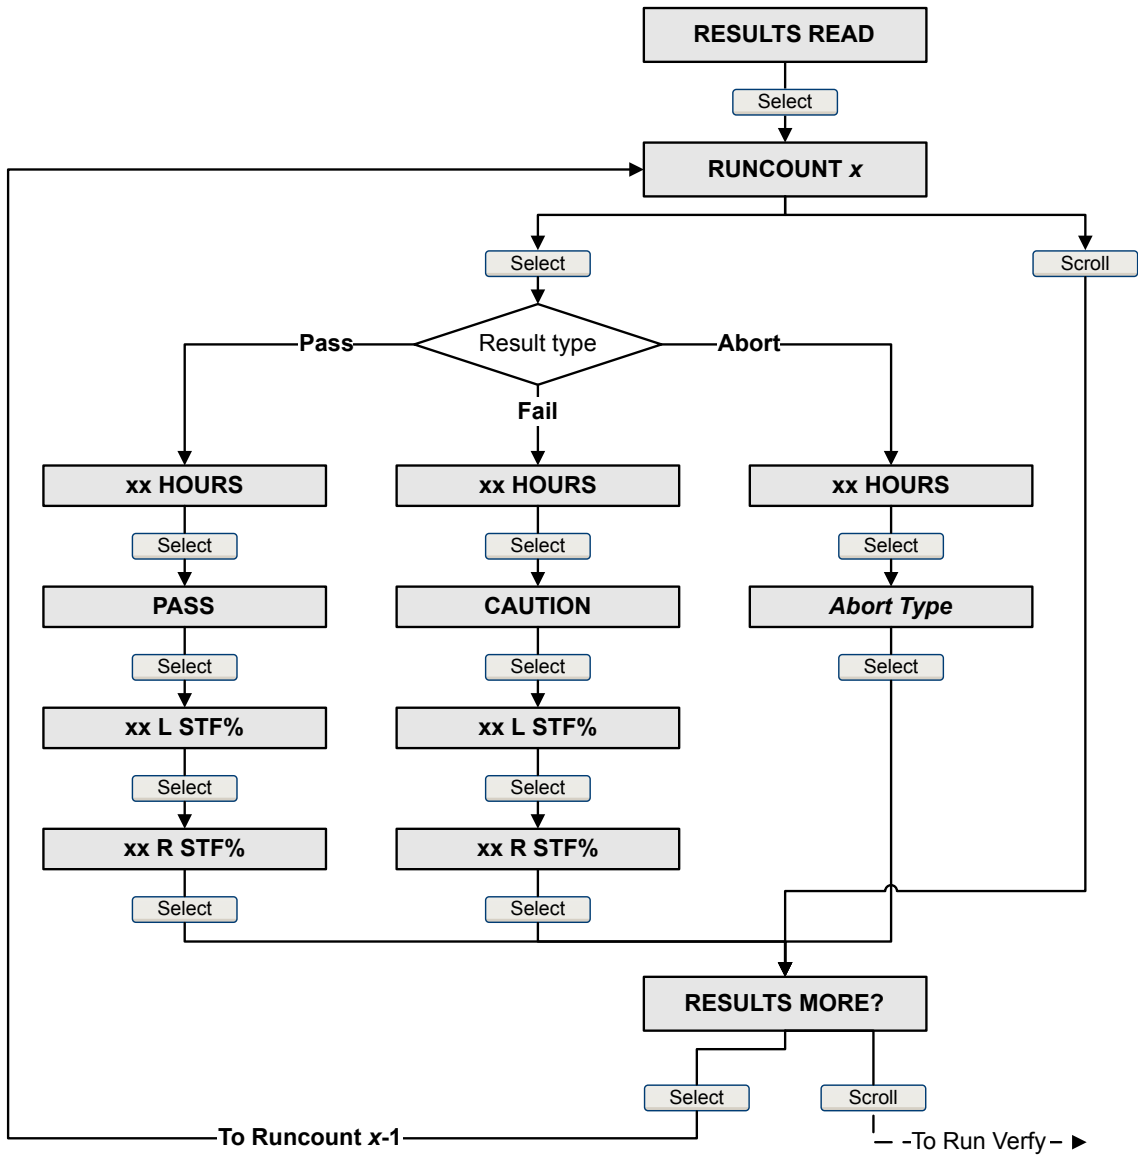 RESULTS READ
Select
RUNCOUNT x
Select
Scroll
Pass
Result type
Abort
Fail
xx HOURS
xx HOURS
xx HOURS
Select
Select
Select
PASS
CAUTION
Abort Type
Select
Select
Select
xx L STF%
xx L STF%
Select
Select
xx R STF%
xx R STF%
Select
Select
RESULTS MORE?
Select
Scroll
To Runcount x-1
To Run Verfy